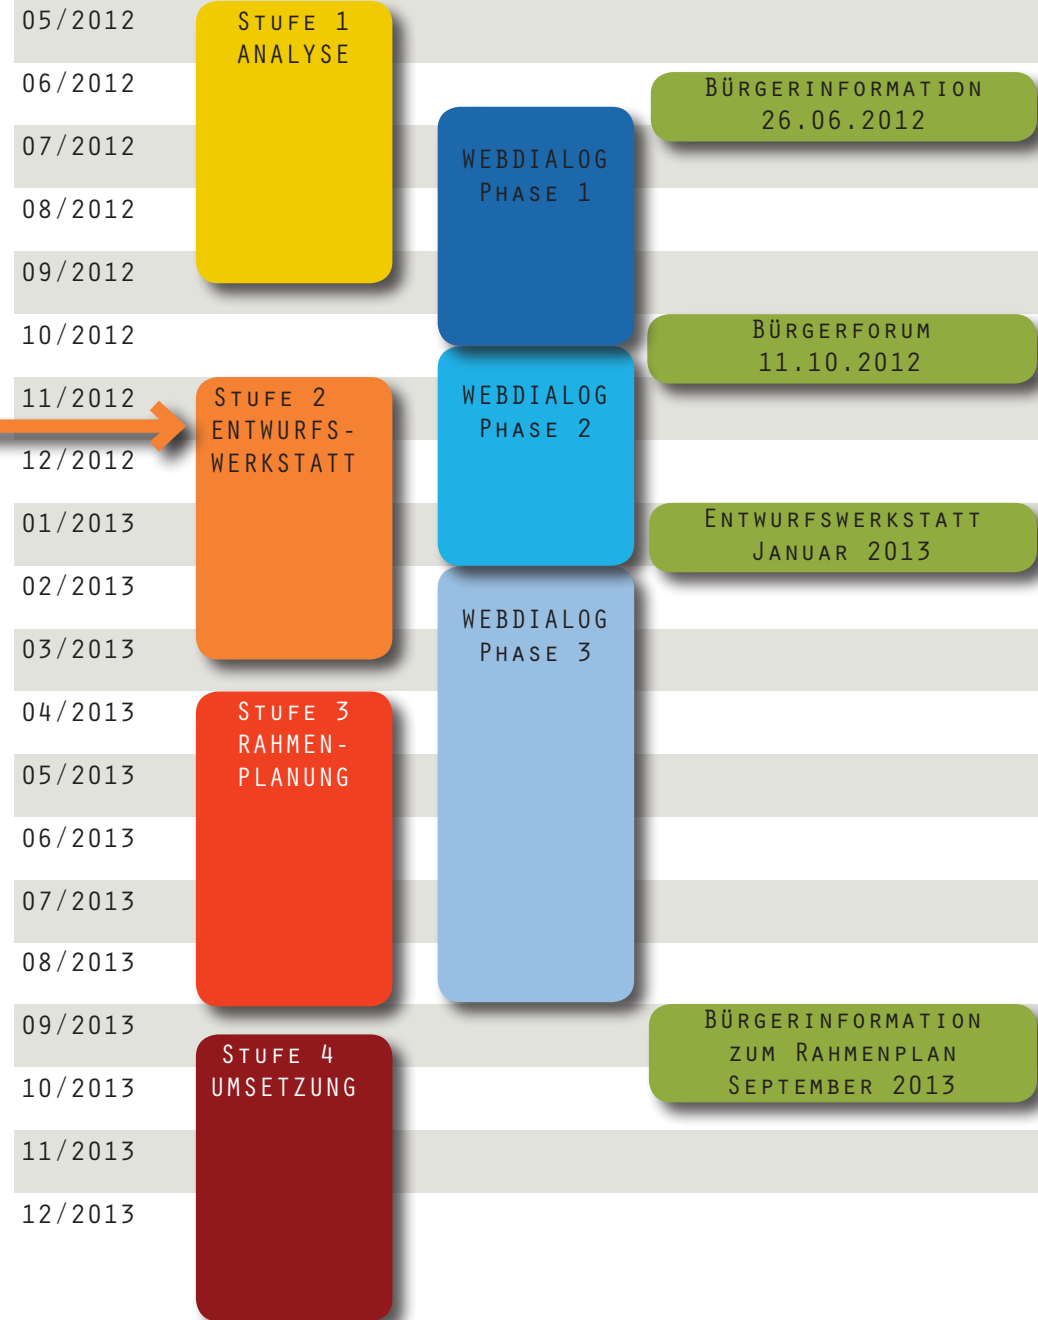 05/2012
06/2012
07/2012
08/2012
09/2012
10/2012
11/2012
12/2012
01/2013
02/2013
03/2013
04/2013
05/2013
06/2013
07/2013
08/2013
09/2013
10/2013
11/2013
12/2013
Stufe 1
ANALYSE
Stufe 2
ENTWURFS-
WERKSTATT
Stufe 3
RAHMEN-
PLANUNG
Stufe 4
UMSETZUNG
WEBDIALOG
Phase 1
WEBDIALOG
Phase 2
WEBDIALOG
Phase 3
Bürgerinformation
26.06.2012
Bürgerforum
11.10.2012
Entwurfswerkstatt
Januar 2013
Bürgerinformation
zum Rahmenplan
September 2013